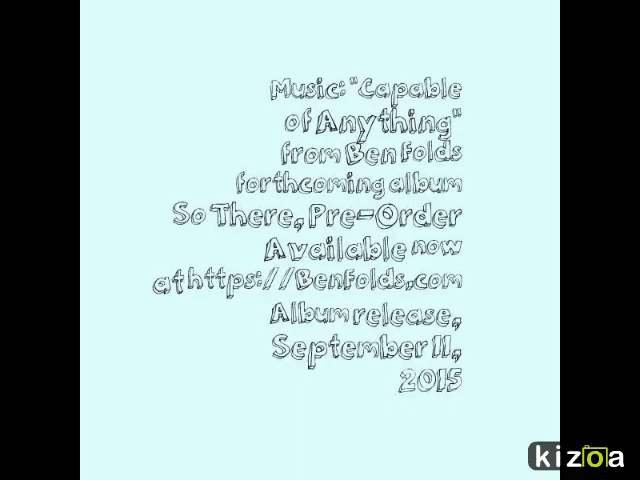 Music: "Capable
of Anything"
from Ben Folds
forthcoming album
So There, Pre-Order
Available now
at https://BenFolds.com
Album release,
September 11,
2015
kizoa